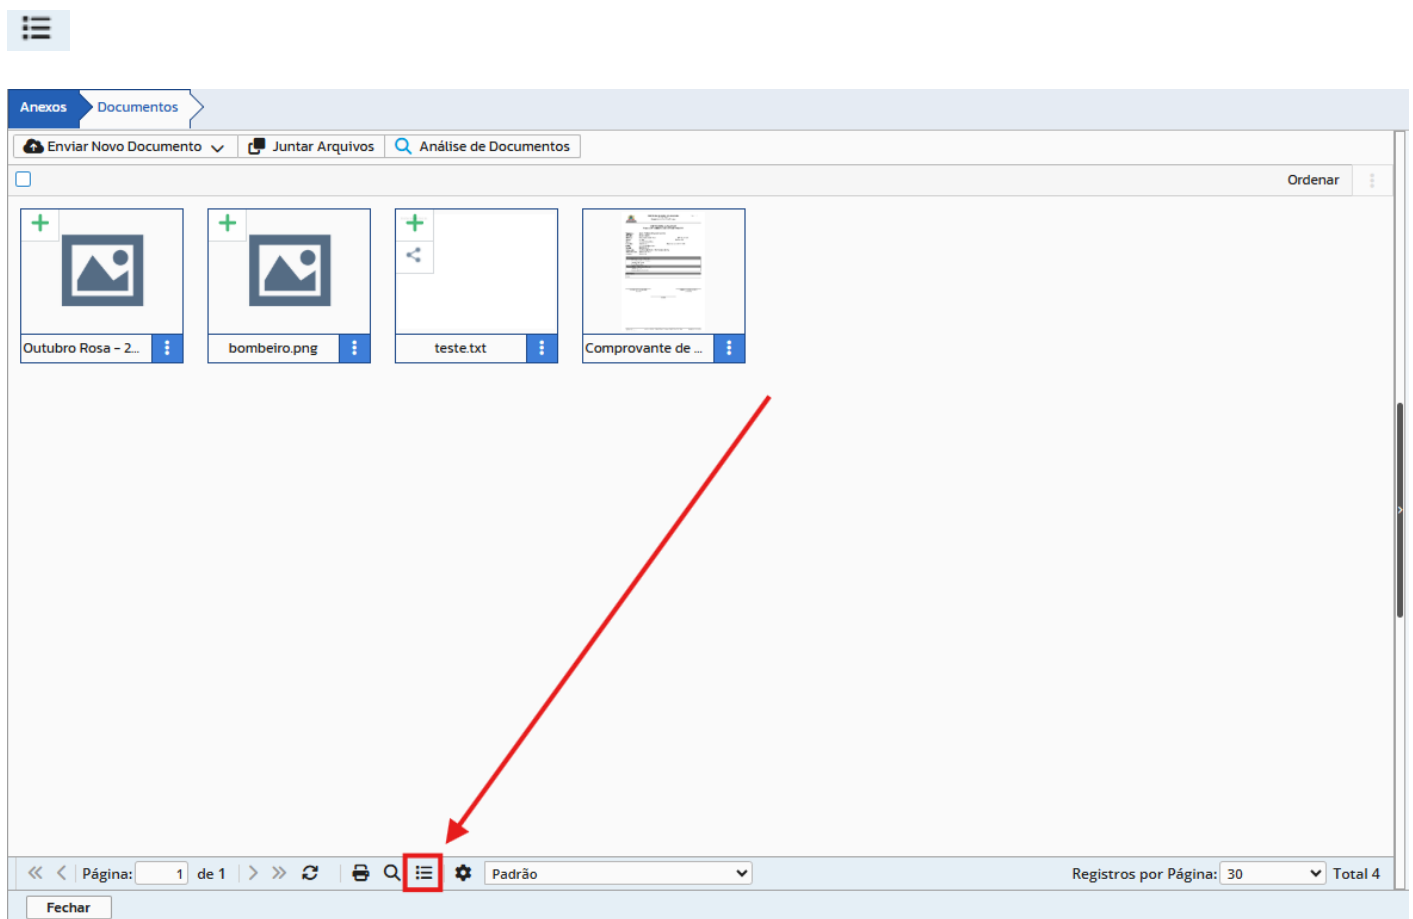 Anexos Documentos
Enviar Novo Documento Juntar Arquivos Análise de Documentos
Ordenar
Outubro Rosa - 2... bombeiro.png teste.txt Comprovante de ...
Página: 1 de 1 Padrão Registros por Página: 30 Total 4
Fechar